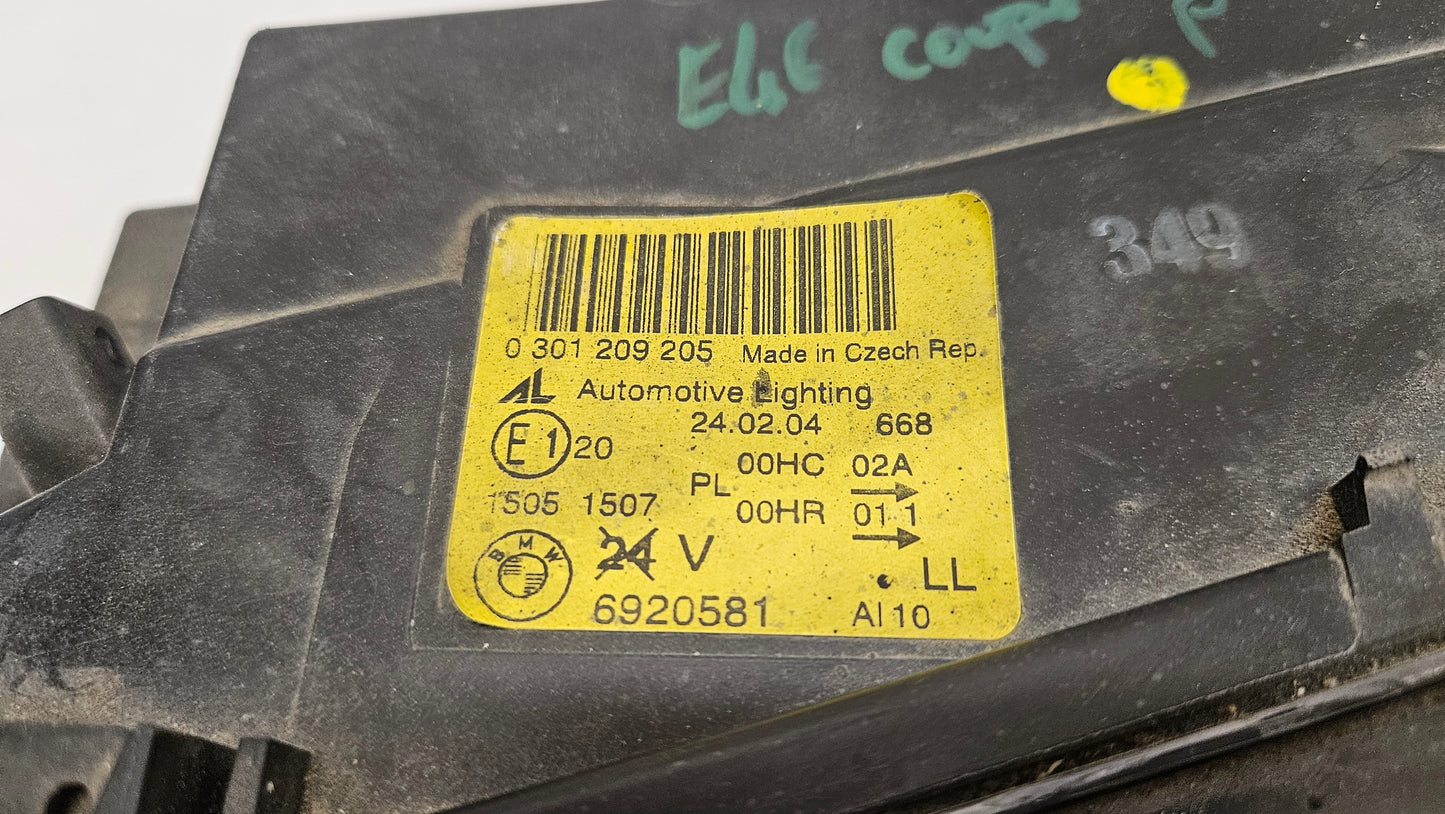 E46 coupe P
349
0 301 209 205 Made in Czech Rep.
AL Automotive Lighting
24.02.04 668
E1 20
00HC 02A
PL
1505 1507
00HR 01 1
BMW
24 V
LL
6920581
AI 10